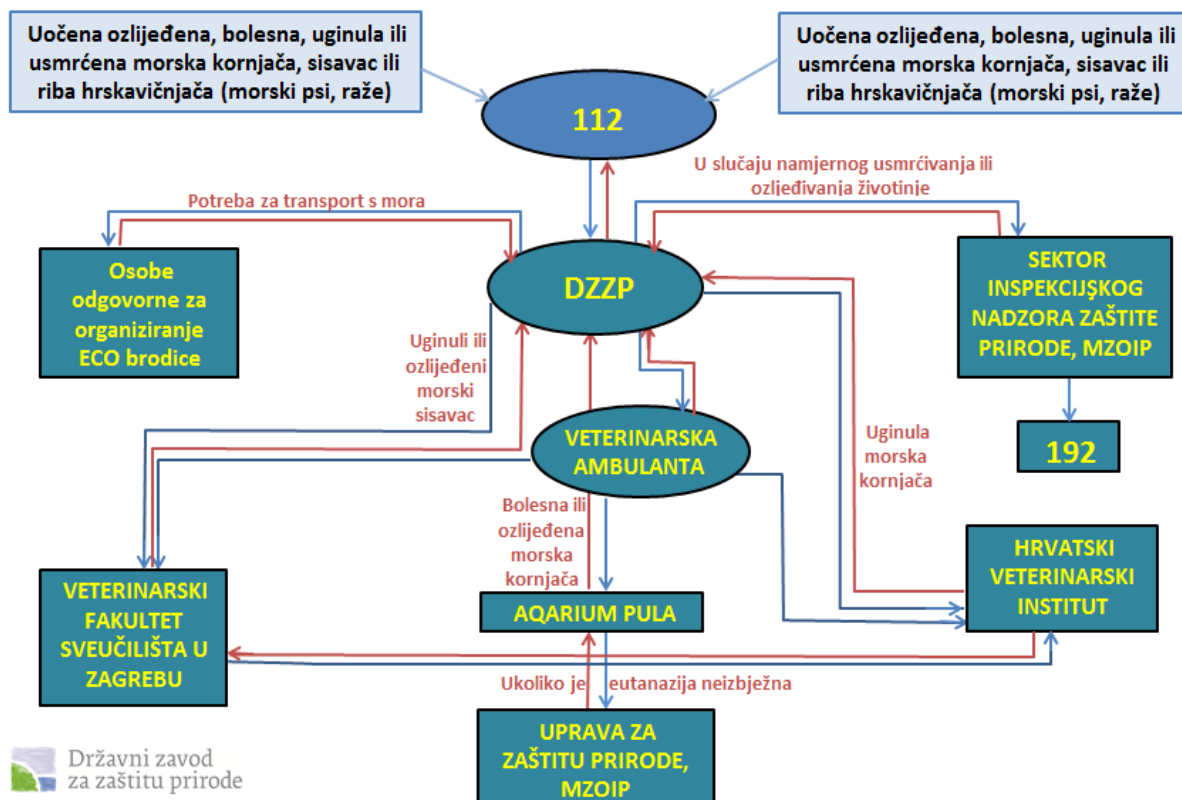 Uočena ozlijeđena, bolesna, uginula ili
usmrćena morska kornjača, sisavac ili
riba hrskavičnjača (morski psi, raže)
Uočena ozlijeđena, bolesna, uginula ili
usmrćena morska kornjača, sisavac ili
riba hrskavičnjača (morski psi, raže)
112
U slučaju namjernog usmrćivanja ili
ozljeđivanja životinje
Potreba za transport s mora
Osobe
odgovorne za
organiziranje
ECO brodice
DZZP
SEKTOR
INSPEKCIJSKOG
NADZORA ZAŠTITE
PRIRODE, MZOIP
Uginuli ili
ozlijeđeni
morski
sisavac
VETERINARSKA
AMBULANTA
Uginula
morska
kornjača
192
Bolesna ili
ozlijeđena
morska
kornjača
VETERINARSKI
FAKULTET
SVEUČILIŠTA U
ZAGREBU
AQARIUM PULA
HRVATSKI
VETERINARSKI
INSTITUT
Ukoliko je eutanazija neizbježna
UPRAVA ZA
ZAŠTITU PRIRODE,
MZOIP
Državni zavod
za zaštitu prirode